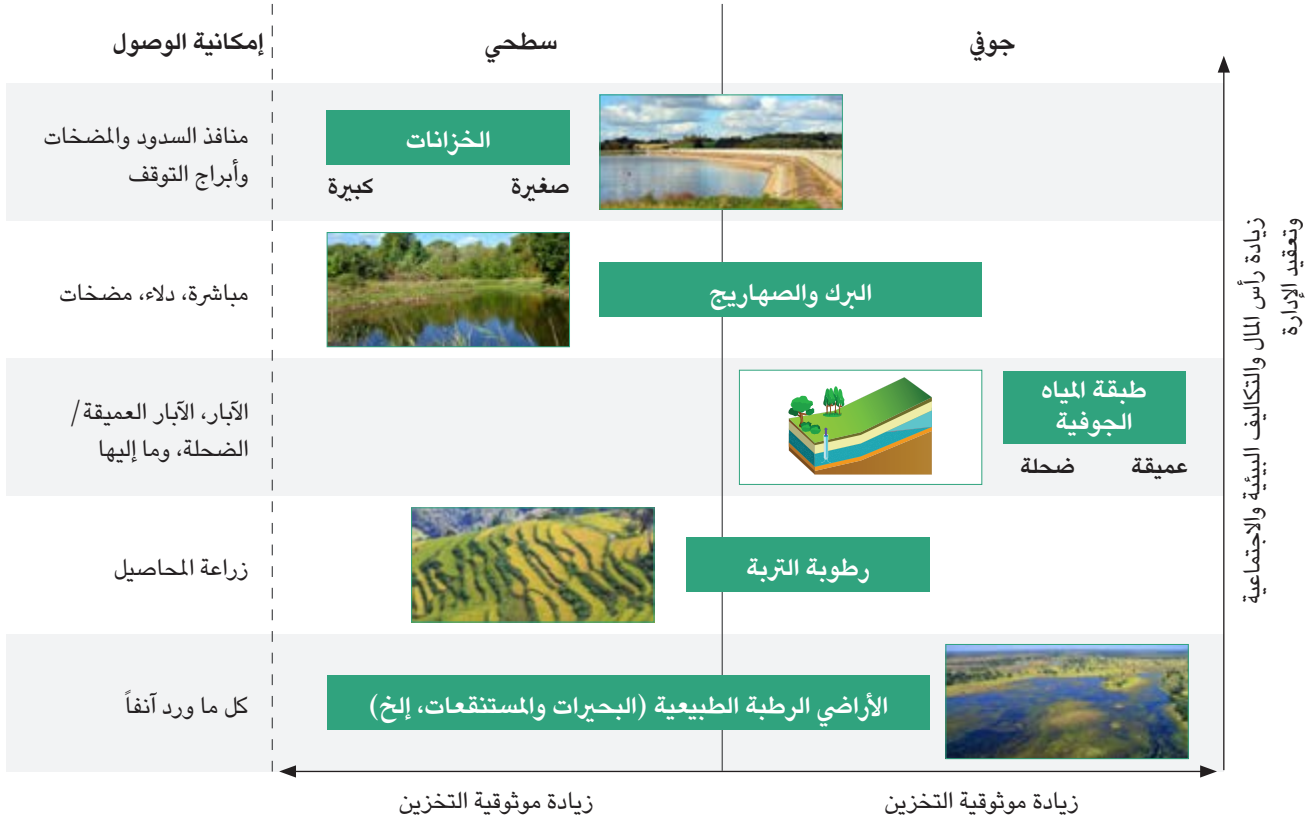 جوفي
سطحي
إمكانية الوصول
الخزانات
صغيرة
كبيرة
منافذ السدود والمضخات
وأبراج التوقف
البرك والصهاريج
مباشرة، دلاء، مضخات
طبقة المياه
الجوفية
عميقة
ضحلة
الآبار، الآبار العميقة/
الضحلة، وما إليها
رطوبة التربة
زراعة المحاصيل
الأراضي الرطبة الطبيعية (البحيرات والمستنقعات، إلخ)
كل ما ورد آنفاً
زيادة موثوقية التخزين
زيادة موثوقية التخزين
زيادة رأس المال والتكاليف البيئية والاجتماعية
وتعقيد الإدارة